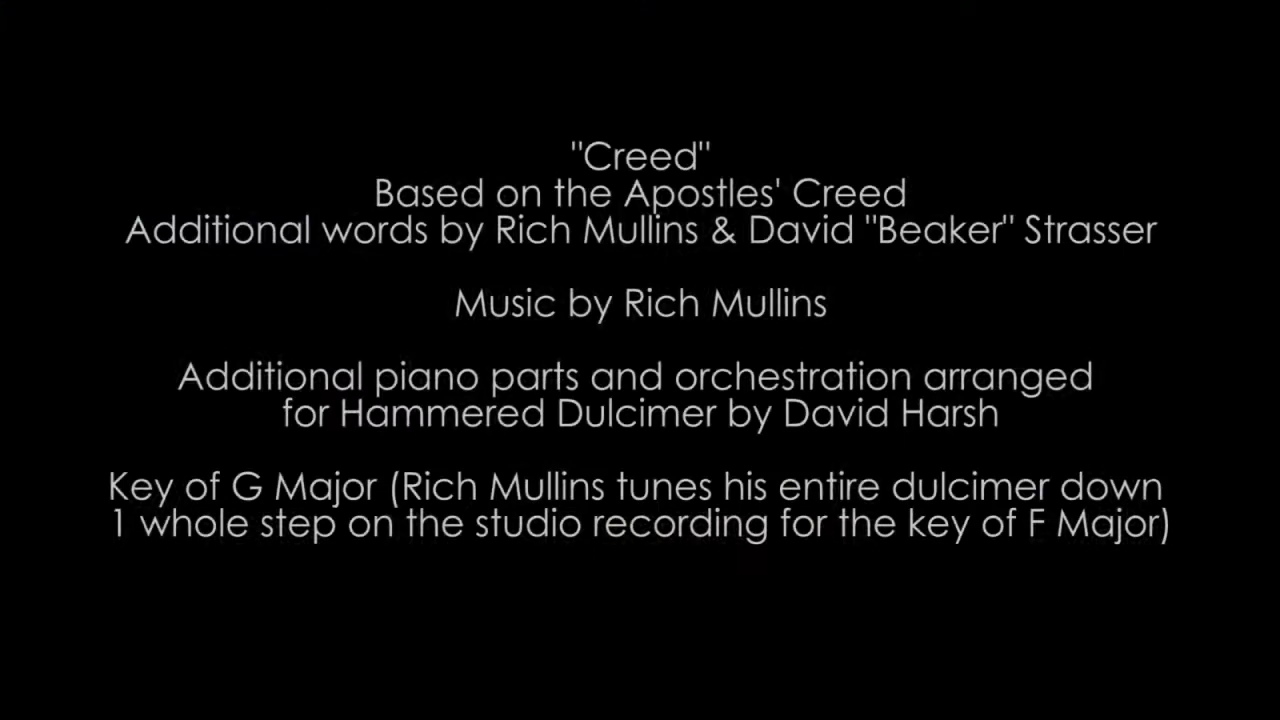 "Creed"
Based on the Apostles' Creed
Additional words by Rich Mullins & David "Beaker" Strasser
Music by Rich Mullins
Additional piano parts and orchestration arranged
for Hammered Dulcimer by David Harsh
Key of G Major (Rich Mullins tunes his entire dulcimer down
1 whole step on the studio recording for the key of F Major)